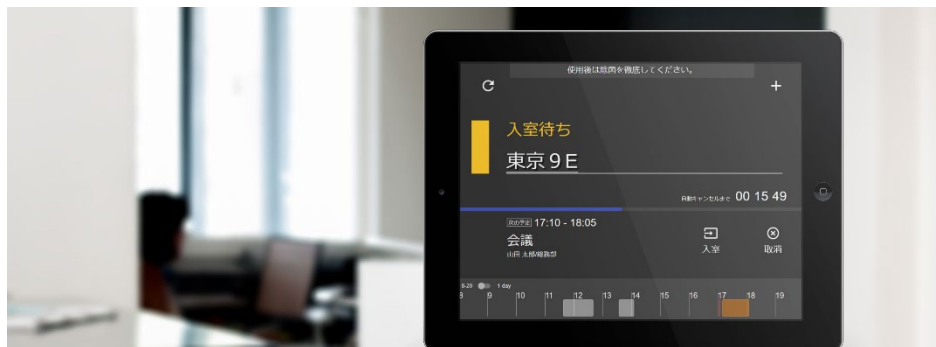 使用後は除菌を徹底してください。
入室待ち
東京9E
自動キャンセルまで 00 15 49
次の予定 17:10 - 18:05
会議
山田 太郎/総務部
入室
取消
8-20 1 day
8 9 10 11 12 13 14 15 16 17 18 19